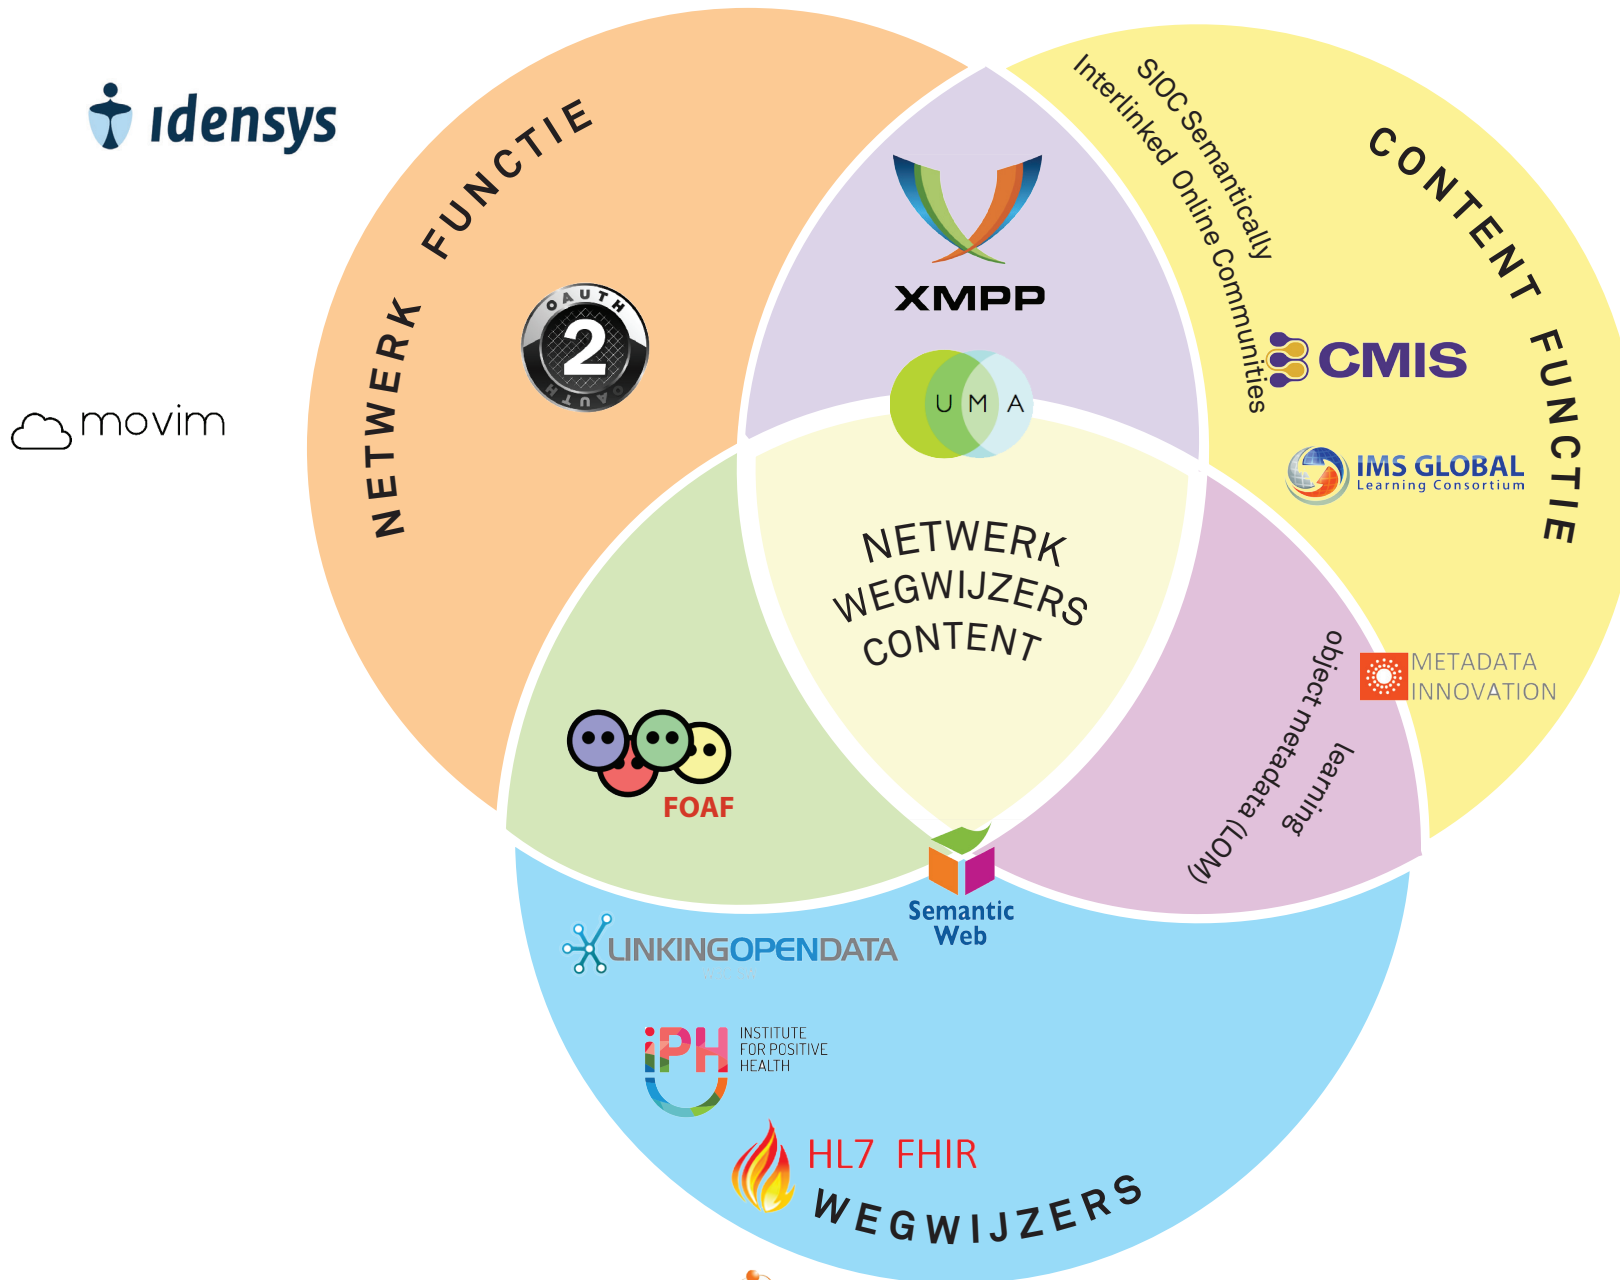 idensys
NETWERK FUNCTIE
OAUTH
2
OAUTH
movim
XMPP
U M A
SIOC Semantically
Interlinked Online Communities
CONTENT FUNCTIE
CMIS
IMS GLOBAL
Learning Consortium
NETWERK
WEGWIJZERS
CONTENT
METADATA
INNOVATION
learning
object metadata (LOM)
FOAF
Semantic
Web
LINKINGOPENDATA
iPH
INSTITUTE
FOR POSITIVE
HEALTH
HL7 FHIR
WEGWIJZERS